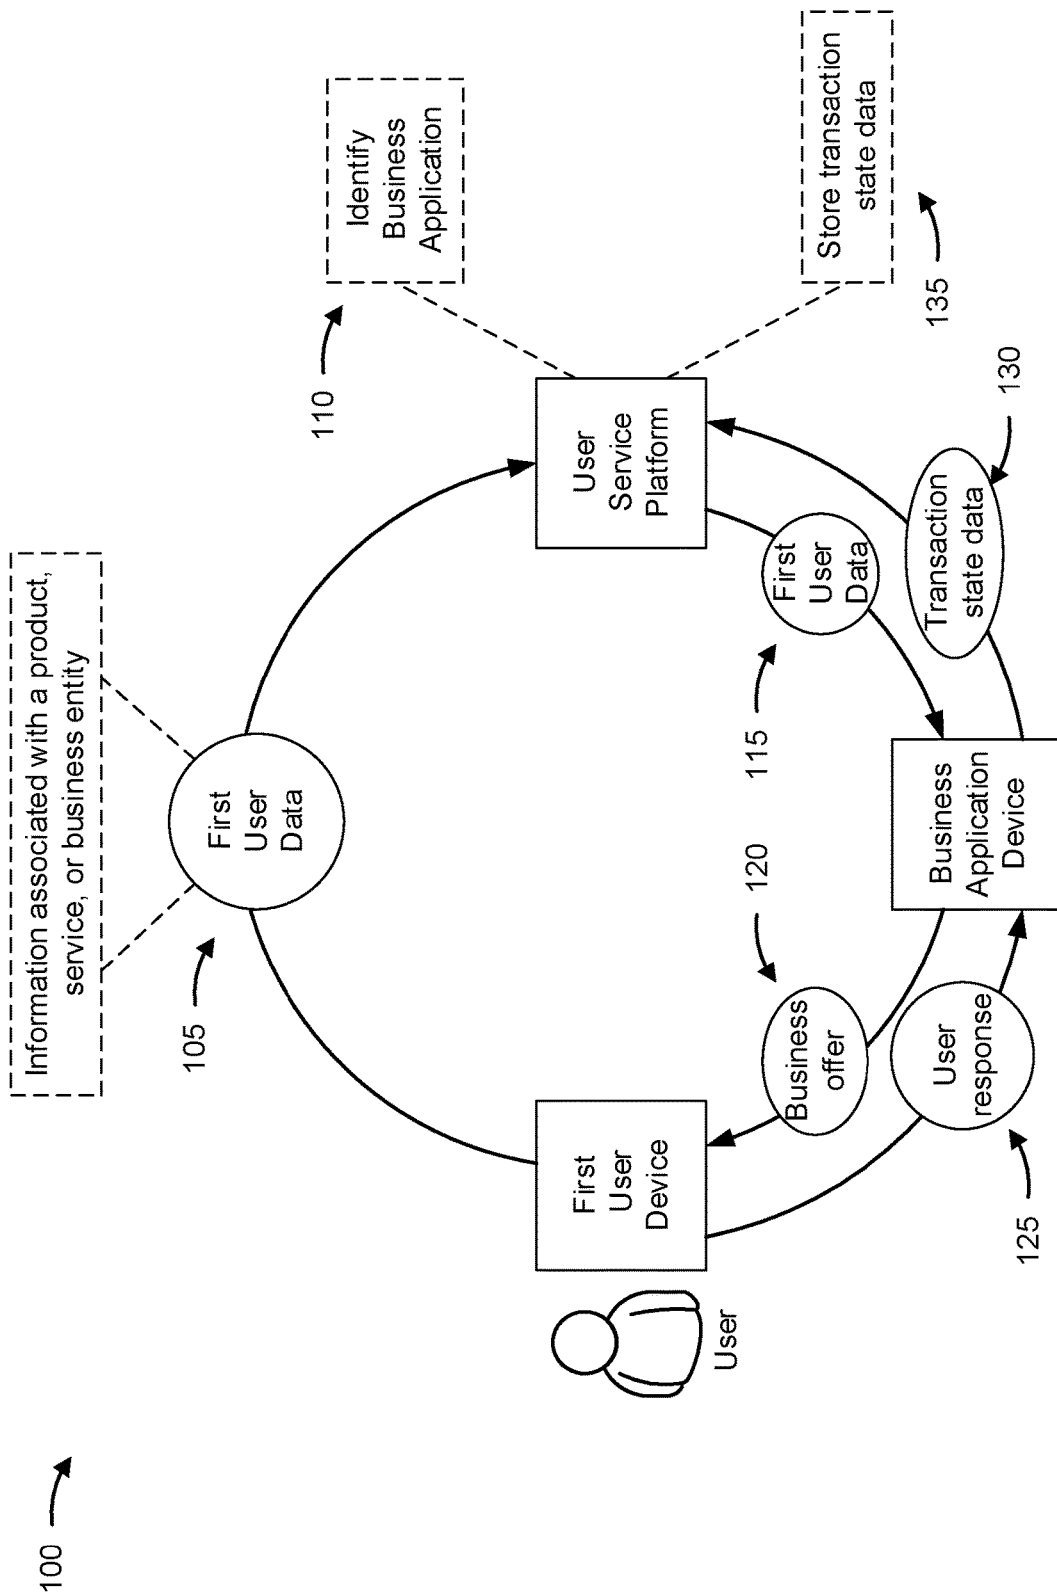 100
Information associated with a product,
service, or business entity
105
First
User
Data
110
Identify
Business
Application
User
First
User
Device
User
Service
Platform
Store transaction
state data
135
120
Business
offer
115
First
User
Data
Transaction
state data
130
125
User
response
Business
Application
Device